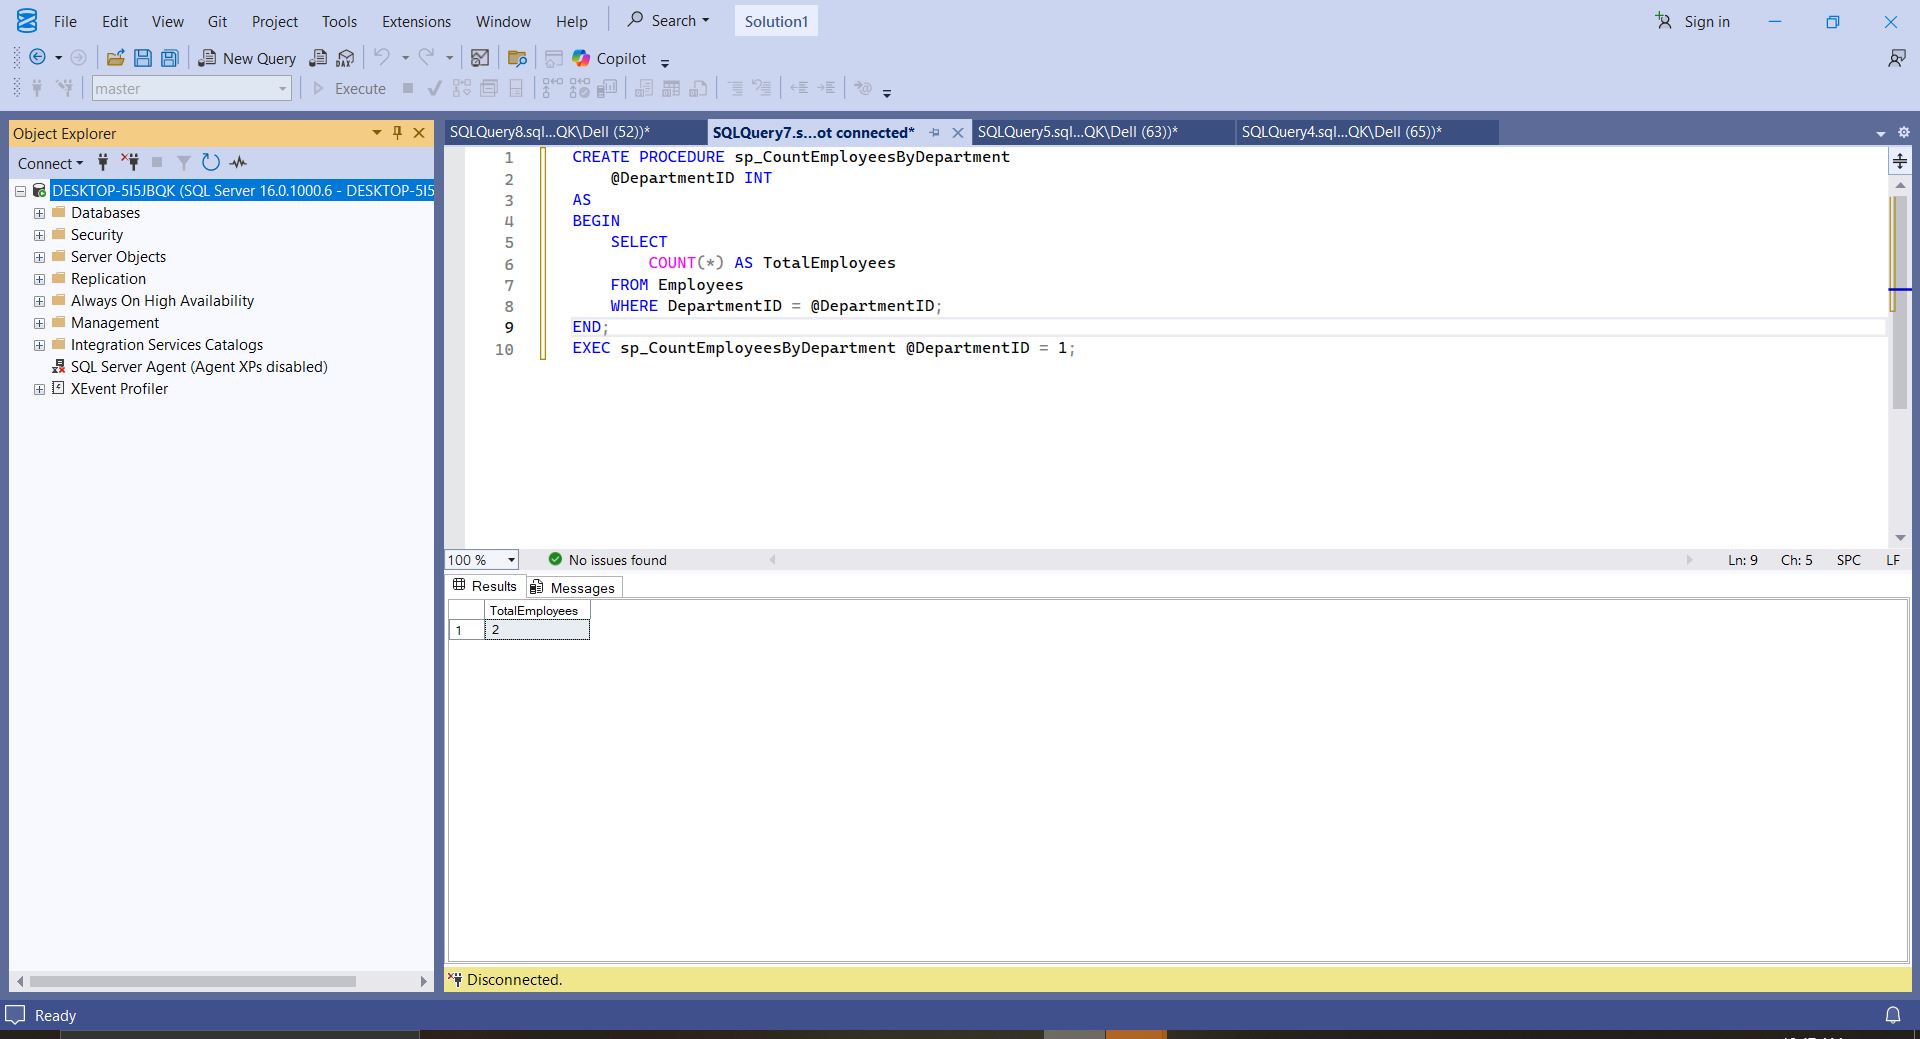 File Edit View Git Project Tools Extensions Window Help Search Solution1 Sign in
New Query DAX Copilot
master Execute
Object Explorer
Connect
DESKTOP-5I5JBQK (SQL Server 16.0.1000.6 - DESKTOP-5I5
Databases
Security
Server Objects
Replication
Always On High Availability
Management
Integration Services Catalogs
SQL Server Agent (Agent XPs disabled)
XEvent Profiler
SQLQuery8.sql...QK\Dell (52))* SQLQuery7.s...ot connected* SQLQuery5.sql...QK\Dell (63))* SQLQuery4.sql...QK\Dell (65))*
1 CREATE PROCEDURE sp_CountEmployeesByDepartment
2 @DepartmentID INT
3 AS
4 BEGIN
5 SELECT
6 COUNT(*) AS TotalEmployees
7 FROM Employees
8 WHERE DepartmentID = @DepartmentID;
9 END;
10 EXEC sp_CountEmployeesByDepartment @DepartmentID = 1;
100 % No issues found Ln: 9 Ch: 5 SPC LF
Results Messages
TotalEmployees
1 2
Disconnected.
Ready